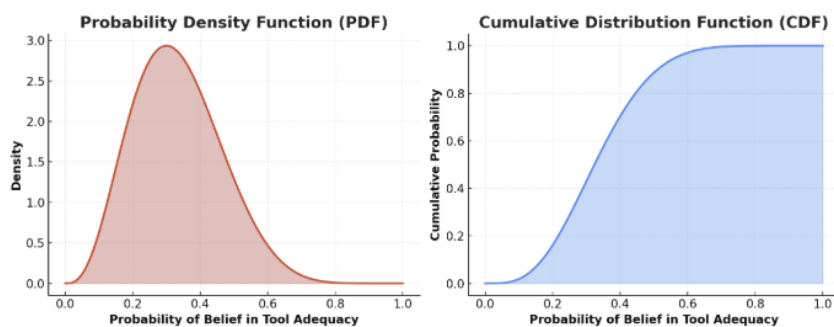 Probability Density Function (PDF)
3.0
2.5
2.0
1.5
1.0
0.5
0.0
Density
0.0 0.2 0.4 0.6 0.8 1.0
Probability of Belief in Tool Adequacy
Cumulative Distribution Function (CDF)
1.0
0.8
0.6
0.4
0.2
0.0
Cumulative Probability
0.0 0.2 0.4 0.6 0.8 1.0
Probability of Belief in Tool Adequacy